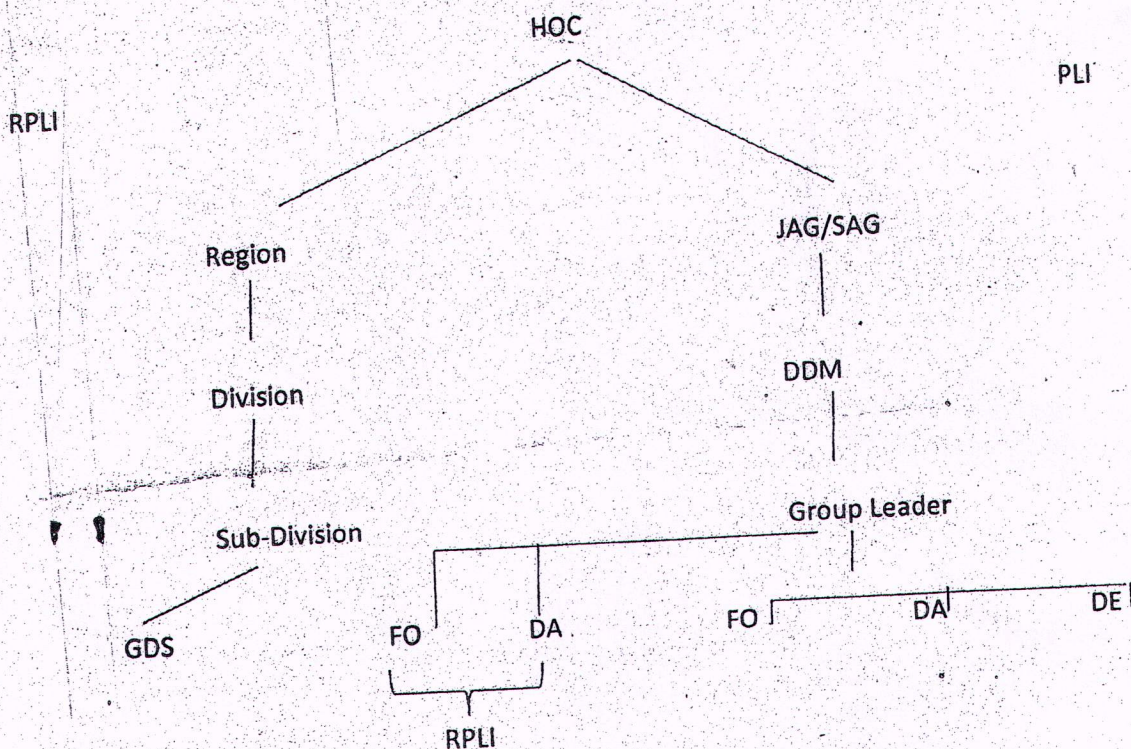 HOC
PLI
RPLI
JAG/SAG
Region
DDM
Division
Group Leader
Sub-Division
FO DA DE
GDS FO DA
RPLI